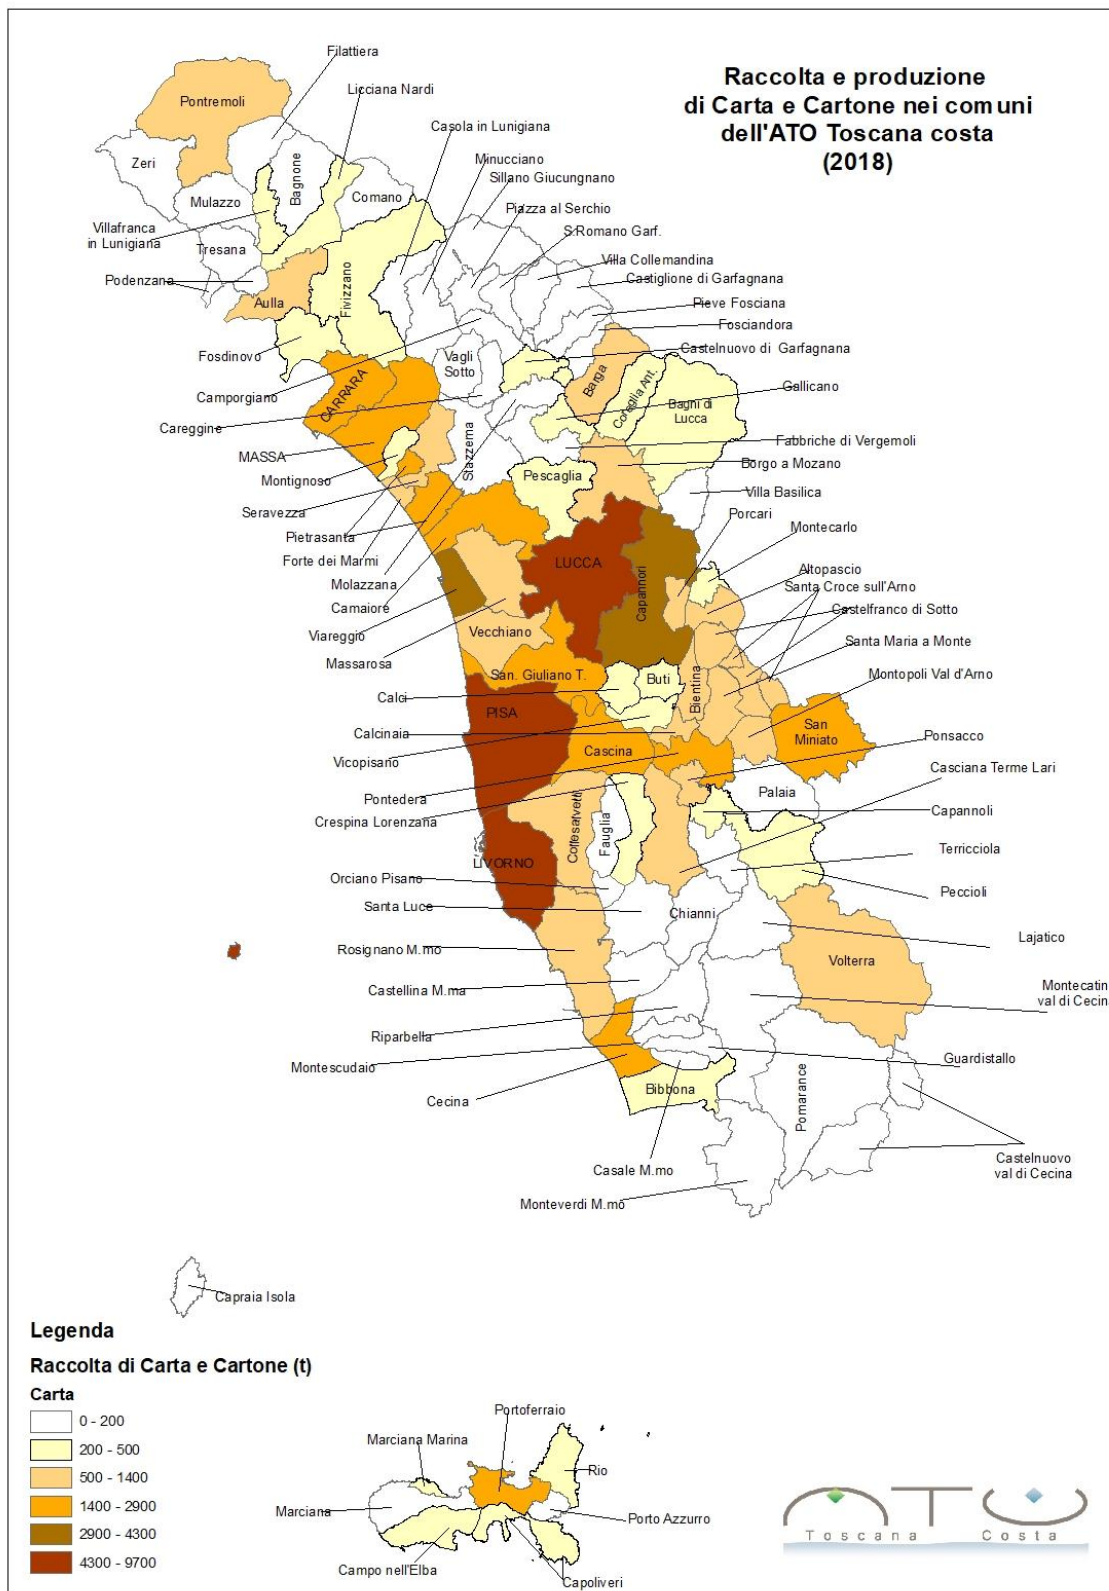 Raccolta e produzione
di Carta e Cartone nei comuni
dell'ATO Toscana costa
(2018)
Filattiera
Licciana Nardi
Pontremoli
Casola in Lunigiana
Zeri
Minucciano
Bagnone
Sillano Giucungnano
Comano
Mulazzo
Piazza al Serchio
Villafranca
in Lunigiana
S.Romano Garf.
Tresana
Villa Collemandina
Podenzana
Castiglione di Garfagnana
Aulla
Fivizzano
Pieve Fosciana
Fosciandora
Fosdinovo
Vagli
Sotto
Castelnuovo di Garfagnana
Barga
Coreglia Ant.
Camporgiano
CARRARA
Gallicano
Bagni di
Lucca
Careggine
Stazzema
Fabbriche di Vergemoli
MASSA
Borgo a Mozano
Montignoso
Pescaglia
Villa Basilica
Seravezza
Porcari
Pietrasanta
Montecarlo
Forte dei Marmi
LUCCA
Capannori
Altopascio
Molazzana
Santa Croce sull'Arno
Camaiore
Castelfranco di Sotto
Viareggio
Vecchiano
Santa Maria a Monte
Massarosa
San. Giuliano T.
Buti
Bientina
Montopoli Val d'Arno
Calci
PISA
San
Miniato
Calcinaia
Ponsacco
Vicopisano
Cascina
Casciana Terme Lari
Pontedera
Palaia
Crespina Lorenzana
Capannoli
Collesalvetti
Fauglia
Terricciola
LIVORNO
Orciano Pisano
Peccioli
Santa Luce
Chianni
Lajatico
Rosignano M.mo
Volterra
Castellina M.ma
Montecatini
val di Cecina
Riparbella
Montescudaio
Guardistallo
Cecina
Bibbona
Pomarance
Casale M.mo
Castelnuovo
val di Cecina
Monteverdi M.mo
Capraia Isola
Legenda
Raccolta di Carta e Cartone (t)
Carta
0 - 200
200 - 500
500 - 1400
1400 - 2900
2900 - 4300
4300 - 9700
Portoferraio
Marciana Marina
Rio
Marciana
Porto Azzurro
Campo nell'Elba
Capoliveri
ATO
Toscana Costa